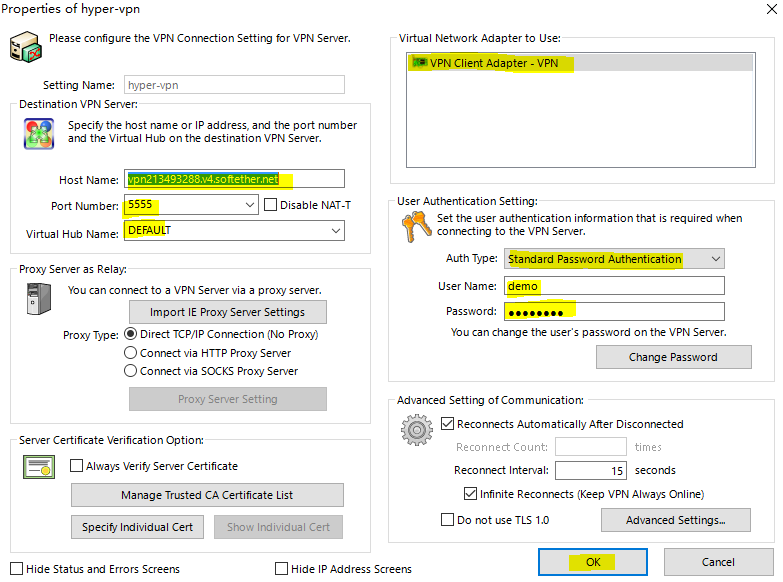 Properties of hyper-vpn
Please configure the VPN Connection Setting for VPN Server.
Setting Name: hyper-vpn
Destination VPN Server:
Specify the host name or IP address, and the port number
and the Virtual Hub on the destination VPN Server.
Host Name: vpn213493288.v4.softether.net
Port Number: 5555 Disable NAT-T
Virtual Hub Name: DEFAULT
Proxy Server as Relay:
You can connect to a VPN Server via a proxy server.
Import IE Proxy Server Settings
Proxy Type: Direct TCP/IP Connection (No Proxy)
Connect via HTTP Proxy Server
Connect via SOCKS Proxy Server
Proxy Server Setting
Server Certificate Verification Option:
Always Verify Server Certificate
Manage Trusted CA Certificate List
Specify Individual Cert Show Individual Cert
Hide Status and Errors Screens Hide IP Address Screens
Virtual Network Adapter to Use:
VPN Client Adapter - VPN
User Authentication Setting:
Set the user authentication information that is required when
connecting to the VPN Server.
Auth Type: Standard Password Authentication
User Name: demo
Password: ●●●●●●●●
You can change the user's password on the VPN Server.
Change Password
Advanced Setting of Communication:
Reconnects Automatically After Disconnected
Reconnect Count: times
Reconnect Interval: 15 seconds
Infinite Reconnects (Keep VPN Always Online)
Do not use TLS 1.0 Advanced Settings...
OK Cancel